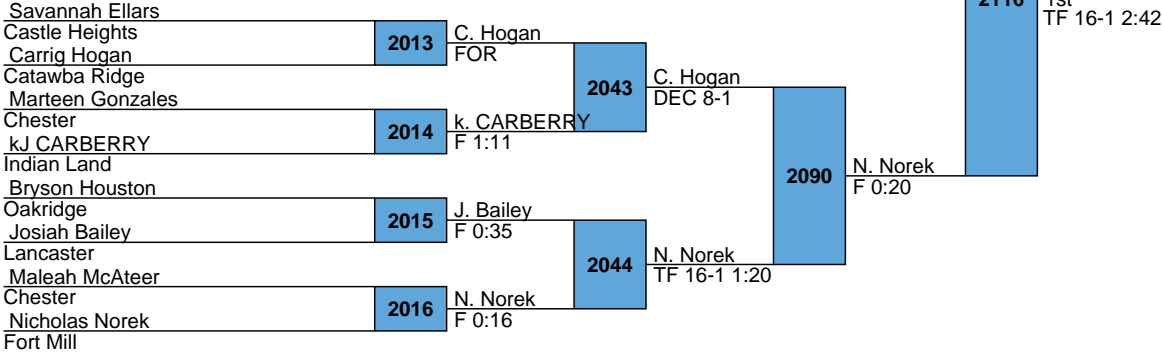 TF 16-1 2:42
Savannah Ellars
Castle Heights
2013
C. Hogan
FOR
Carrig Hogan
Catawba Ridge
2043
C. Hogan
DEC 8-1
Marteen Gonzales
Chester
2014
k. CARBERRY
F 1:11
kJ CARBERRY
Indian Land
2090
N. Norek
F 0:20
Bryson Houston
Oakridge
2015
J. Bailey
F 0:35
Josiah Bailey
Lancaster
2044
N. Norek
TF 16-1 1:20
Maleah McAteer
Chester
2016
N. Norek
F 0:16
Nicholas Norek
Fort Mill